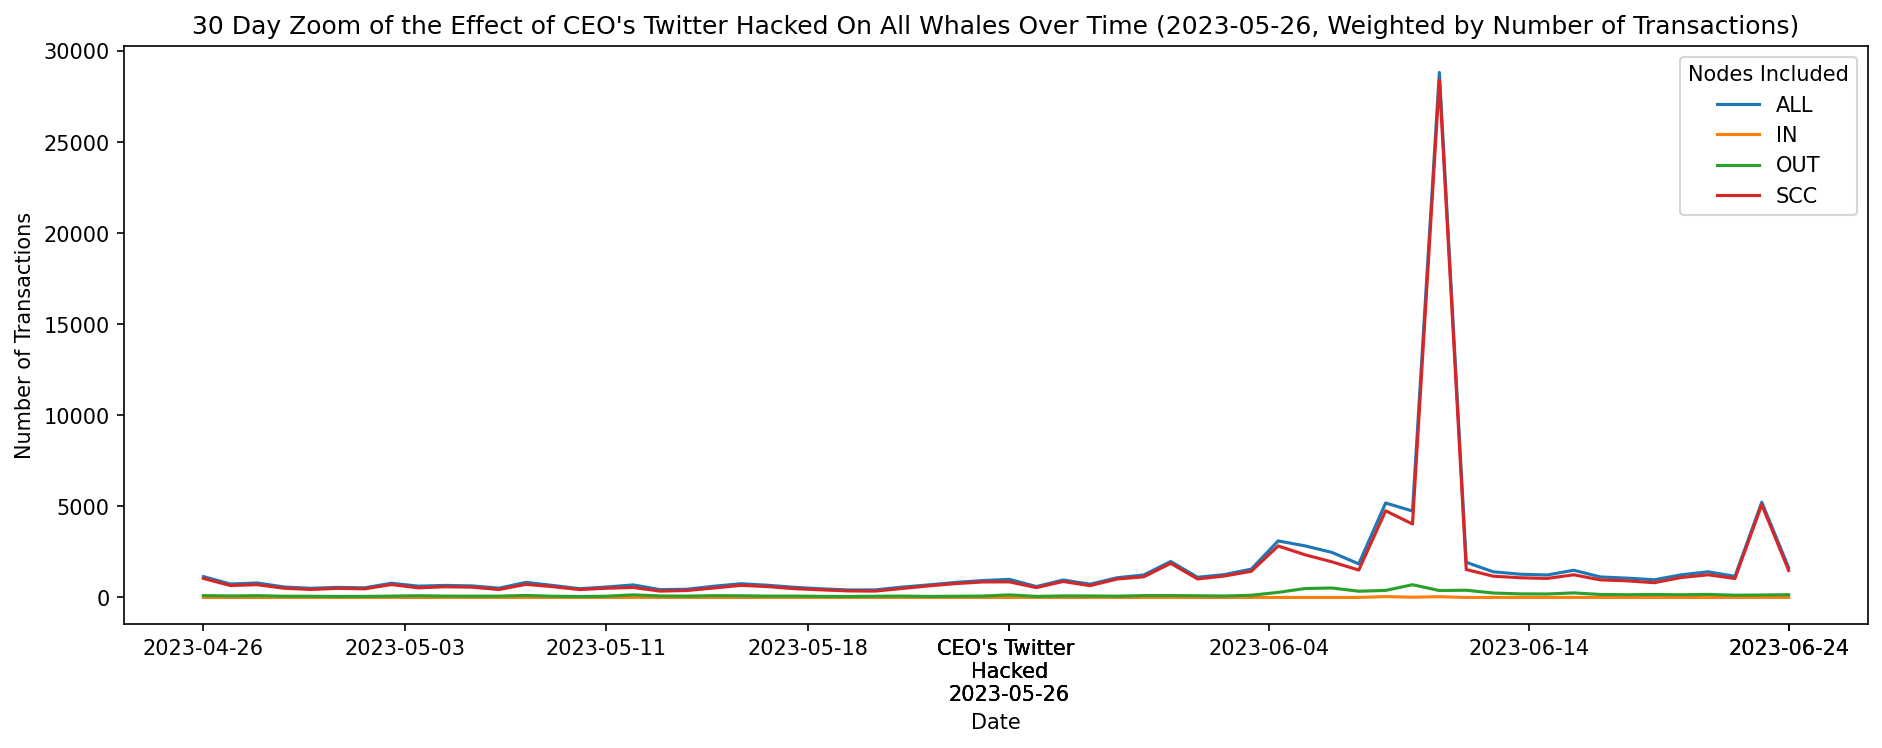 30 Day Zoom of the Effect of CEO's Twitter Hacked On All Whales Over Time (2023-05-26, Weighted by Number of Transactions)
Number of Transactions
30000
25000
20000
15000
10000
5000
0
Nodes Included
ALL
IN
OUT
SCC
2023-04-26
2023-05-03
2023-05-11
2023-05-18
CEO's Twitter
Hacked
2023-05-26
2023-06-04
2023-06-14
2023-06-24
Date